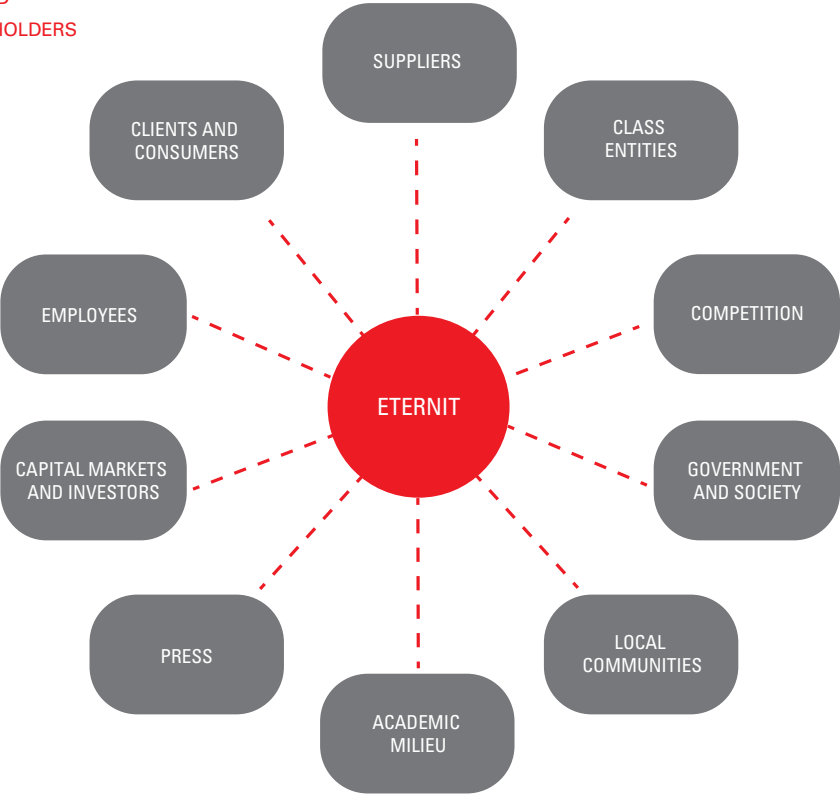 HOLDERS
SUPPLIERS
CLIENTS AND
CONSUMERS
CLASS
ENTITIES
EMPLOYEES
COMPETITION
ETERNIT
CAPITAL MARKETS
AND INVESTORS
GOVERNMENT
AND SOCIETY
PRESS
LOCAL
COMMUNITIES
ACADEMIC
MILIEU